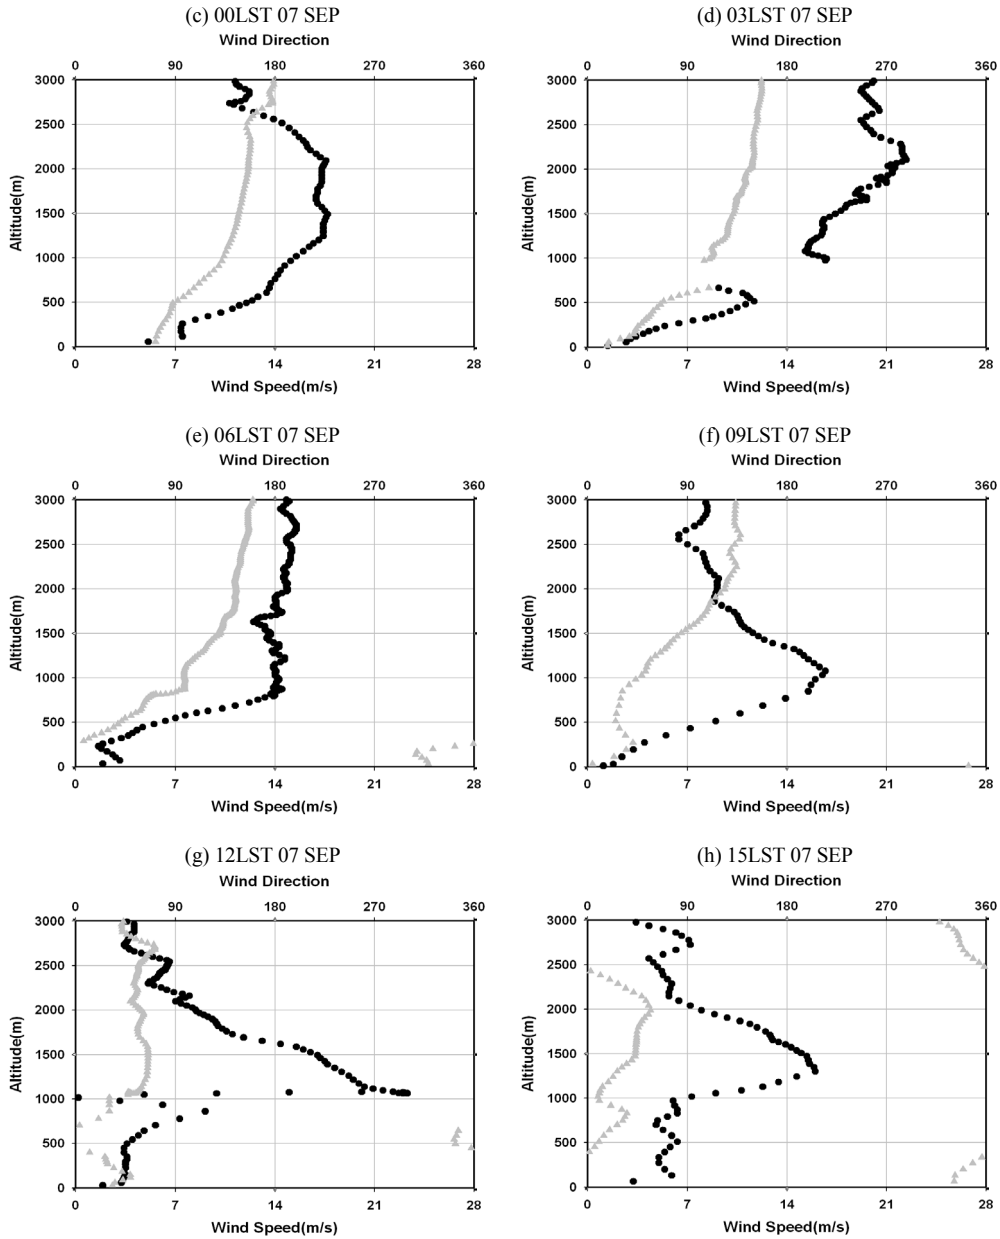 (c) 00LST 07 SEP
Wind Direction
0 90 180 270 360
3000
2500
2000
1500
1000
500
0
Altitude(m)
0 7 14 21 28
Wind Speed(m/s)
(d) 03LST 07 SEP
Wind Direction
0 90 180 270 360
3000
2500
2000
1500
1000
500
0
Altitude(m)
0 7 14 21 28
Wind Speed(m/s)
(e) 06LST 07 SEP
Wind Direction
0 90 180 270 360
3000
2500
2000
1500
1000
500
0
Altitude(m)
0 7 14 21 28
Wind Speed(m/s)
(f) 09LST 07 SEP
Wind Direction
0 90 180 270 360
3000
2500
2000
1500
1000
500
0
Altitude(m)
0 7 14 21 28
Wind Speed(m/s)
(g) 12LST 07 SEP
Wind Direction
0 90 180 270 360
3000
2500
2000
1500
1000
500
0
Altitude(m)
0 7 14 21 28
Wind Speed(m/s)
(h) 15LST 07 SEP
Wind Direction
0 90 180 270 360
3000
2500
2000
1500
1000
500
0
Altitude(m)
0 7 14 21 28
Wind Speed(m/s)